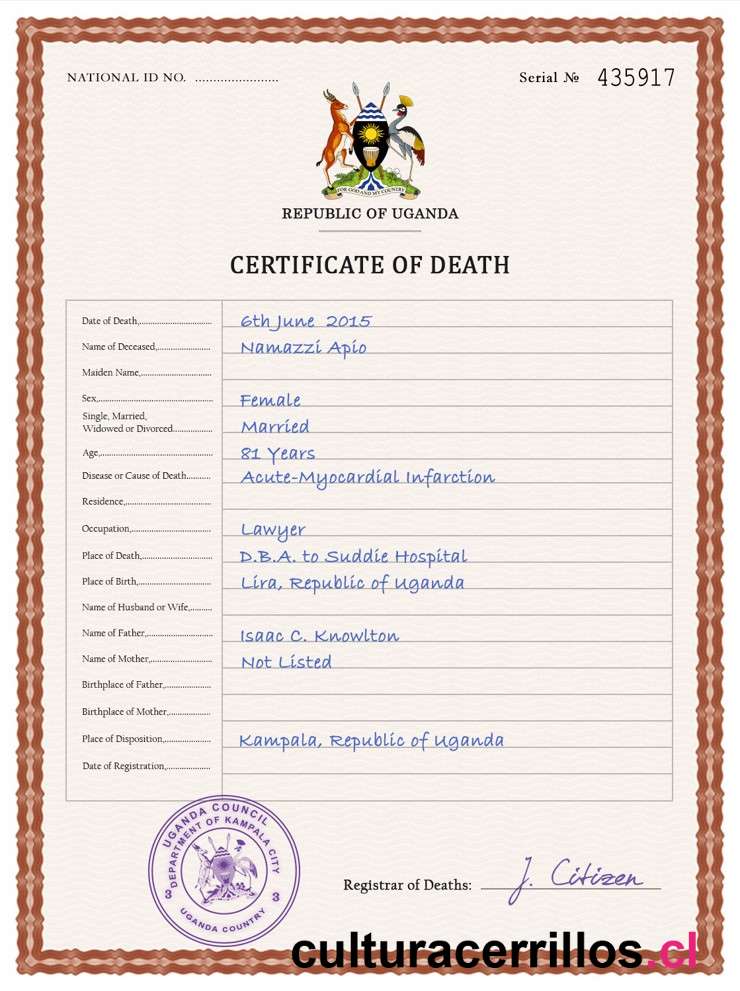 NATIONAL ID NO. .......................
Serial № 435917
FOR GOD AND MY COUNTRY
REPUBLIC OF UGANDA
CERTIFICATE OF DEATH
Date of Death,.............................. 6th June 2015
Name of Deceased,...................... Namazzi Apio
Maiden Name,.............................
Sex,............................................... Female
Single, Married,
Widowed or Divorced................ Married
Age,.............................................. 81 Years
Disease or Cause of Death.......... Acute-Myocardial Infarction
Residence,...................................
Occupation,................................. Lawyer
Place of Death,............................. D.B.A. to Suddie Hospital
Place of Birth,.............................. Lira, Republic of Uganda
Name of Husband or Wife,.........
Name of Father,........................... Isaac C. Knowlton
Name of Mother,......................... Not Listed
Birthplace of Father,...................
Birthplace of Mother,.................
Place of Disposition,................... Kampala, Republic of Uganda
Date of Registration,..................
UGANDA COUNCIL
DEPARTMENT OF KAMPALA CITY
3 3
UGANDA COUNTRY
Registrar of Deaths: J. Citizen
culturacerrillos.cl